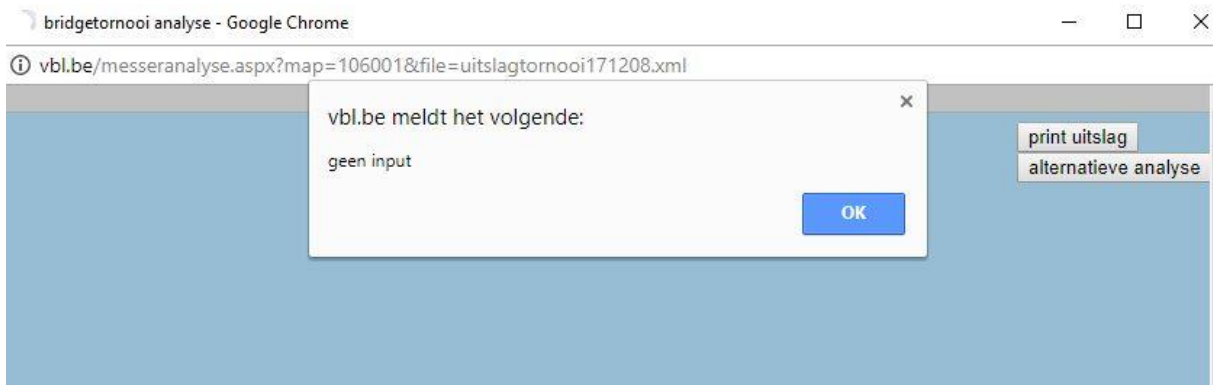 bridgetornooi analyse - Google Chrome
vbl.be/messeranalyse.aspx?map=106001&file=uitslagtornooi171208.xml
vbl.be meldt het volgende:
geen input
OK
print uitslag
alternatieve analyse